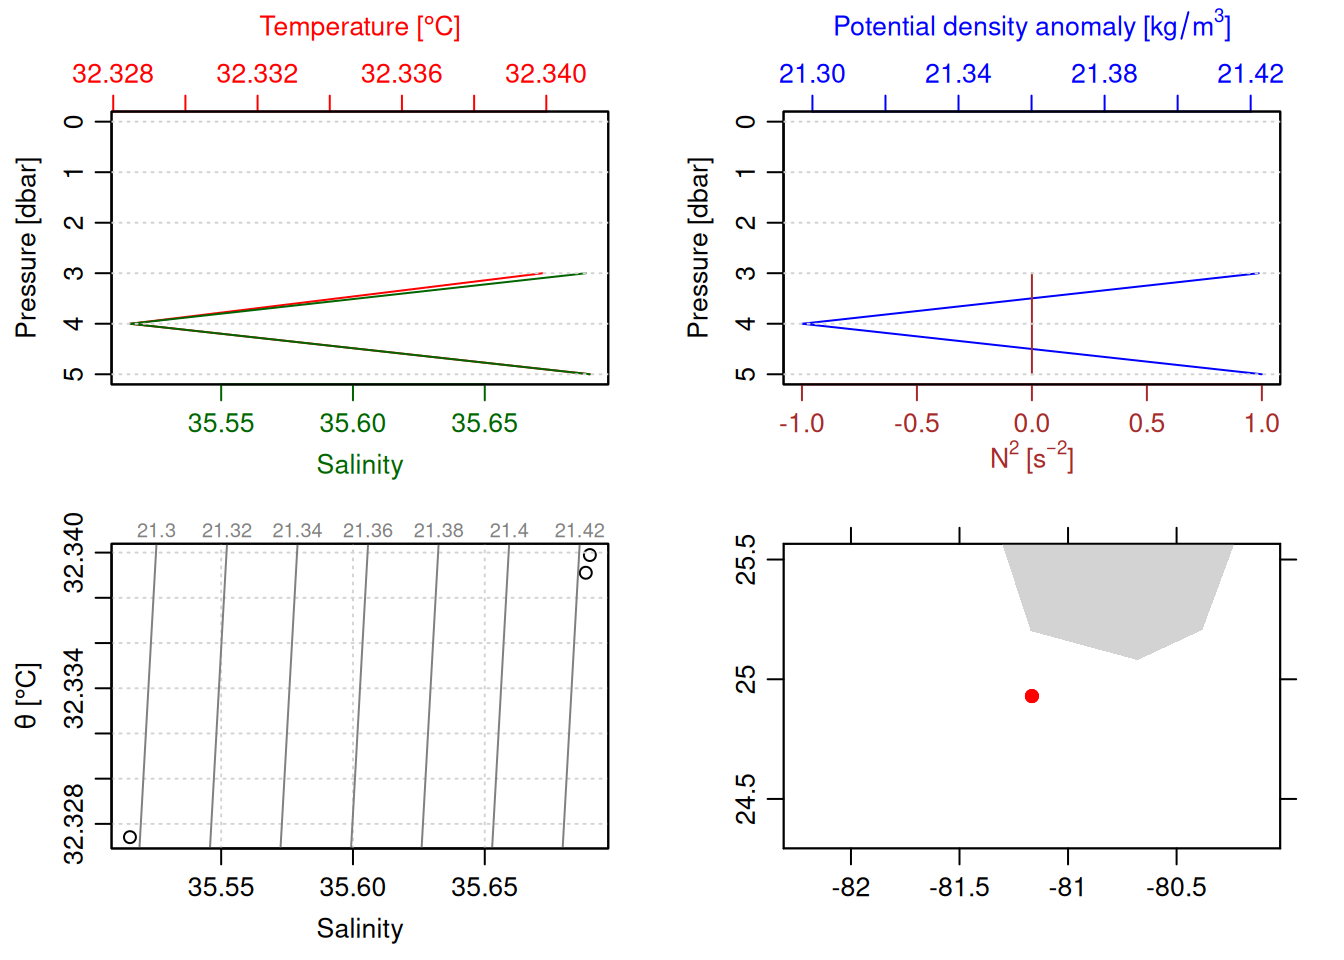 Temperature [°C]
32.328 32.332 32.336 32.340
0
1
2
3
4
5
Pressure [dbar]
35.55 35.60 35.65
Salinity
Potential density anomaly [kg/m³]
21.30 21.34 21.38 21.42
0
1
2
3
4
5
Pressure [dbar]
-1.0 -0.5 0.0 0.5 1.0
N² [s⁻²]
21.3 21.32 21.34 21.36 21.38 21.4 21.42
32.340
32.334
32.328
θ [°C]
35.55 35.60 35.65
Salinity
25.5
25
24.5
-82 -81.5 -81 -80.5